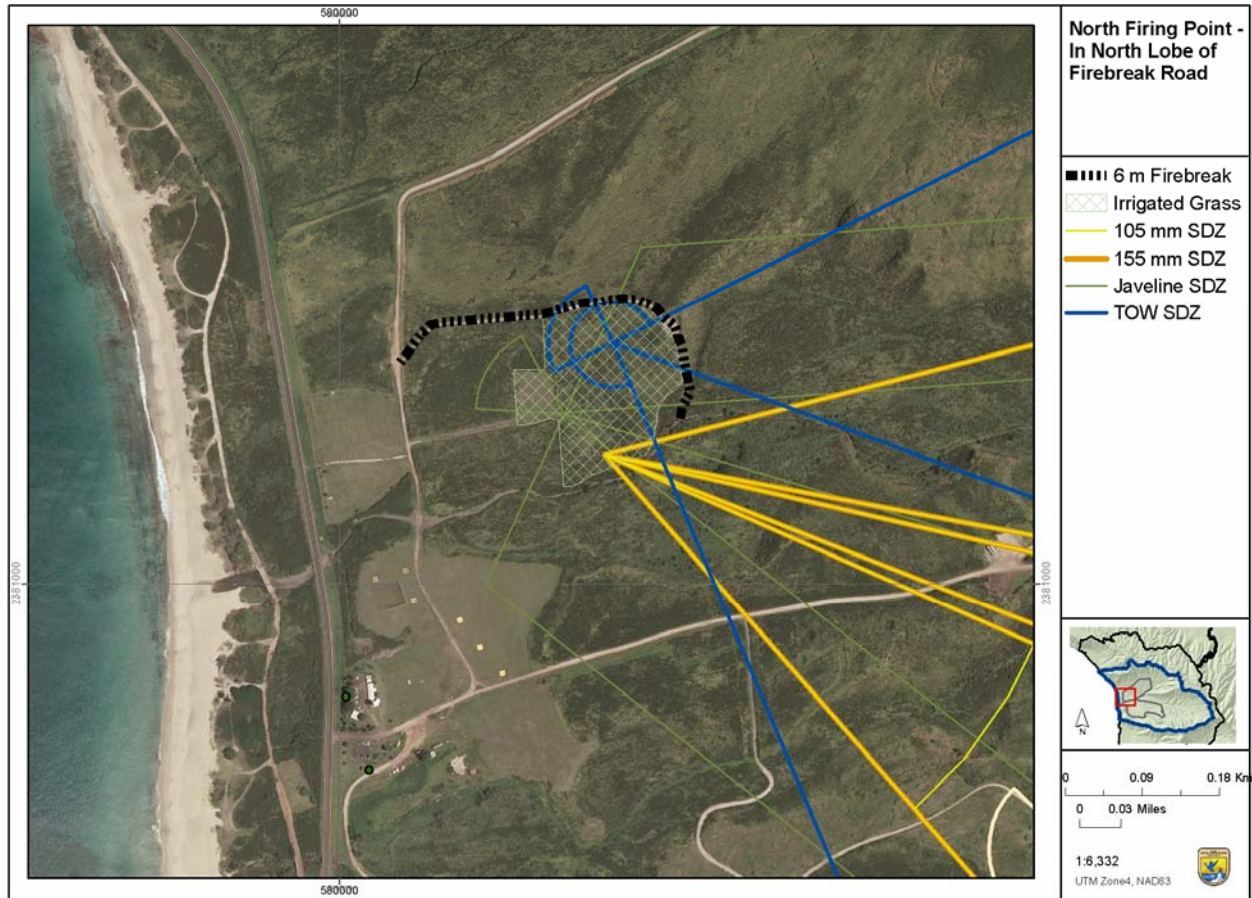 580000
2381000
2381000
580000
North Firing Point -
In North Lobe of
Firebreak Road
6 m Firebreak
Irrigated Grass
105 mm SDZ
155 mm SDZ
Javeline SDZ
TOW SDZ
N
0 0.09 0.18 Km
0 0.03 Miles
1:6,332
UTM Zone4, NAD83